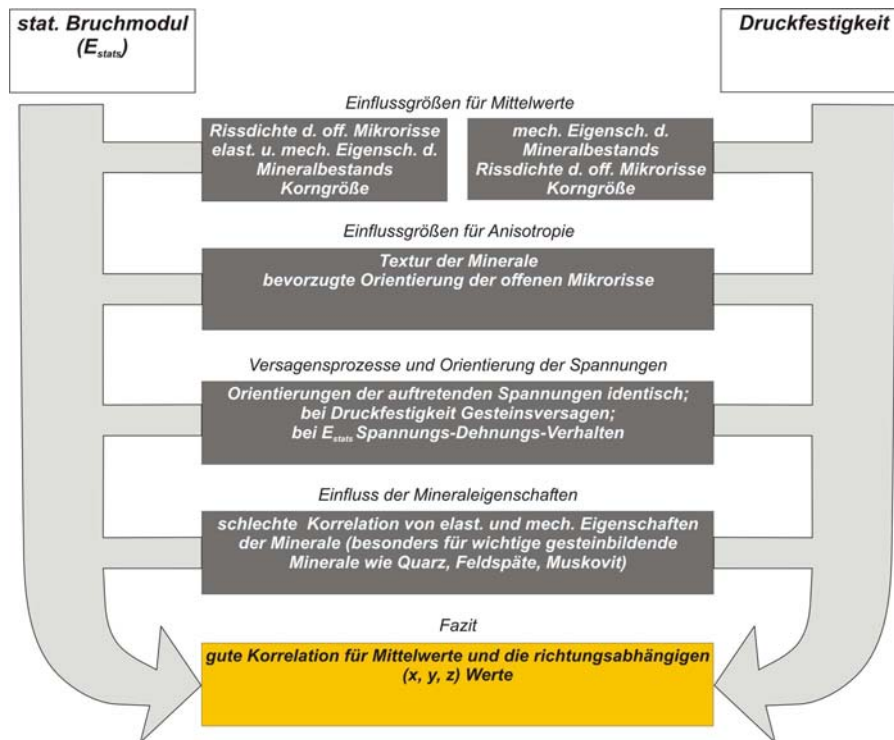 stat. Bruchmodul
(Estats)
Druckfestigkeit
Einflussgrößen für Mittelwerte
Rissdichte d. off. Mikrorisse
elast. u. mech. Eigensch. d.
Mineralbestands
Korngröße
mech. Eigensch. d.
Mineralbestands
Rissdichte d. off. Mikrorisse
Korngröße
Einflussgrößen für Anisotropie
Textur der Minerale
bevorzugte Orientierung der offenen Mikrorisse
Versagensprozesse und Orientierung der Spannungen
Orientierungen der auftretenden Spannungen identisch;
bei Druckfestigkeit Gesteinsversagen;
bei Estats Spannungs-Dehnungs-Verhalten
Einfluss der Mineraleigenschaften
schlechte Korrelation von elast. und mech. Eigenschaften
der Minerale (besonders für wichtige gesteinbildende
Minerale wie Quarz, Feldspäte, Muskovit)
Fazit
gute Korrelation für Mittelwerte und die richtungsabhängigen
(x, y, z) Werte